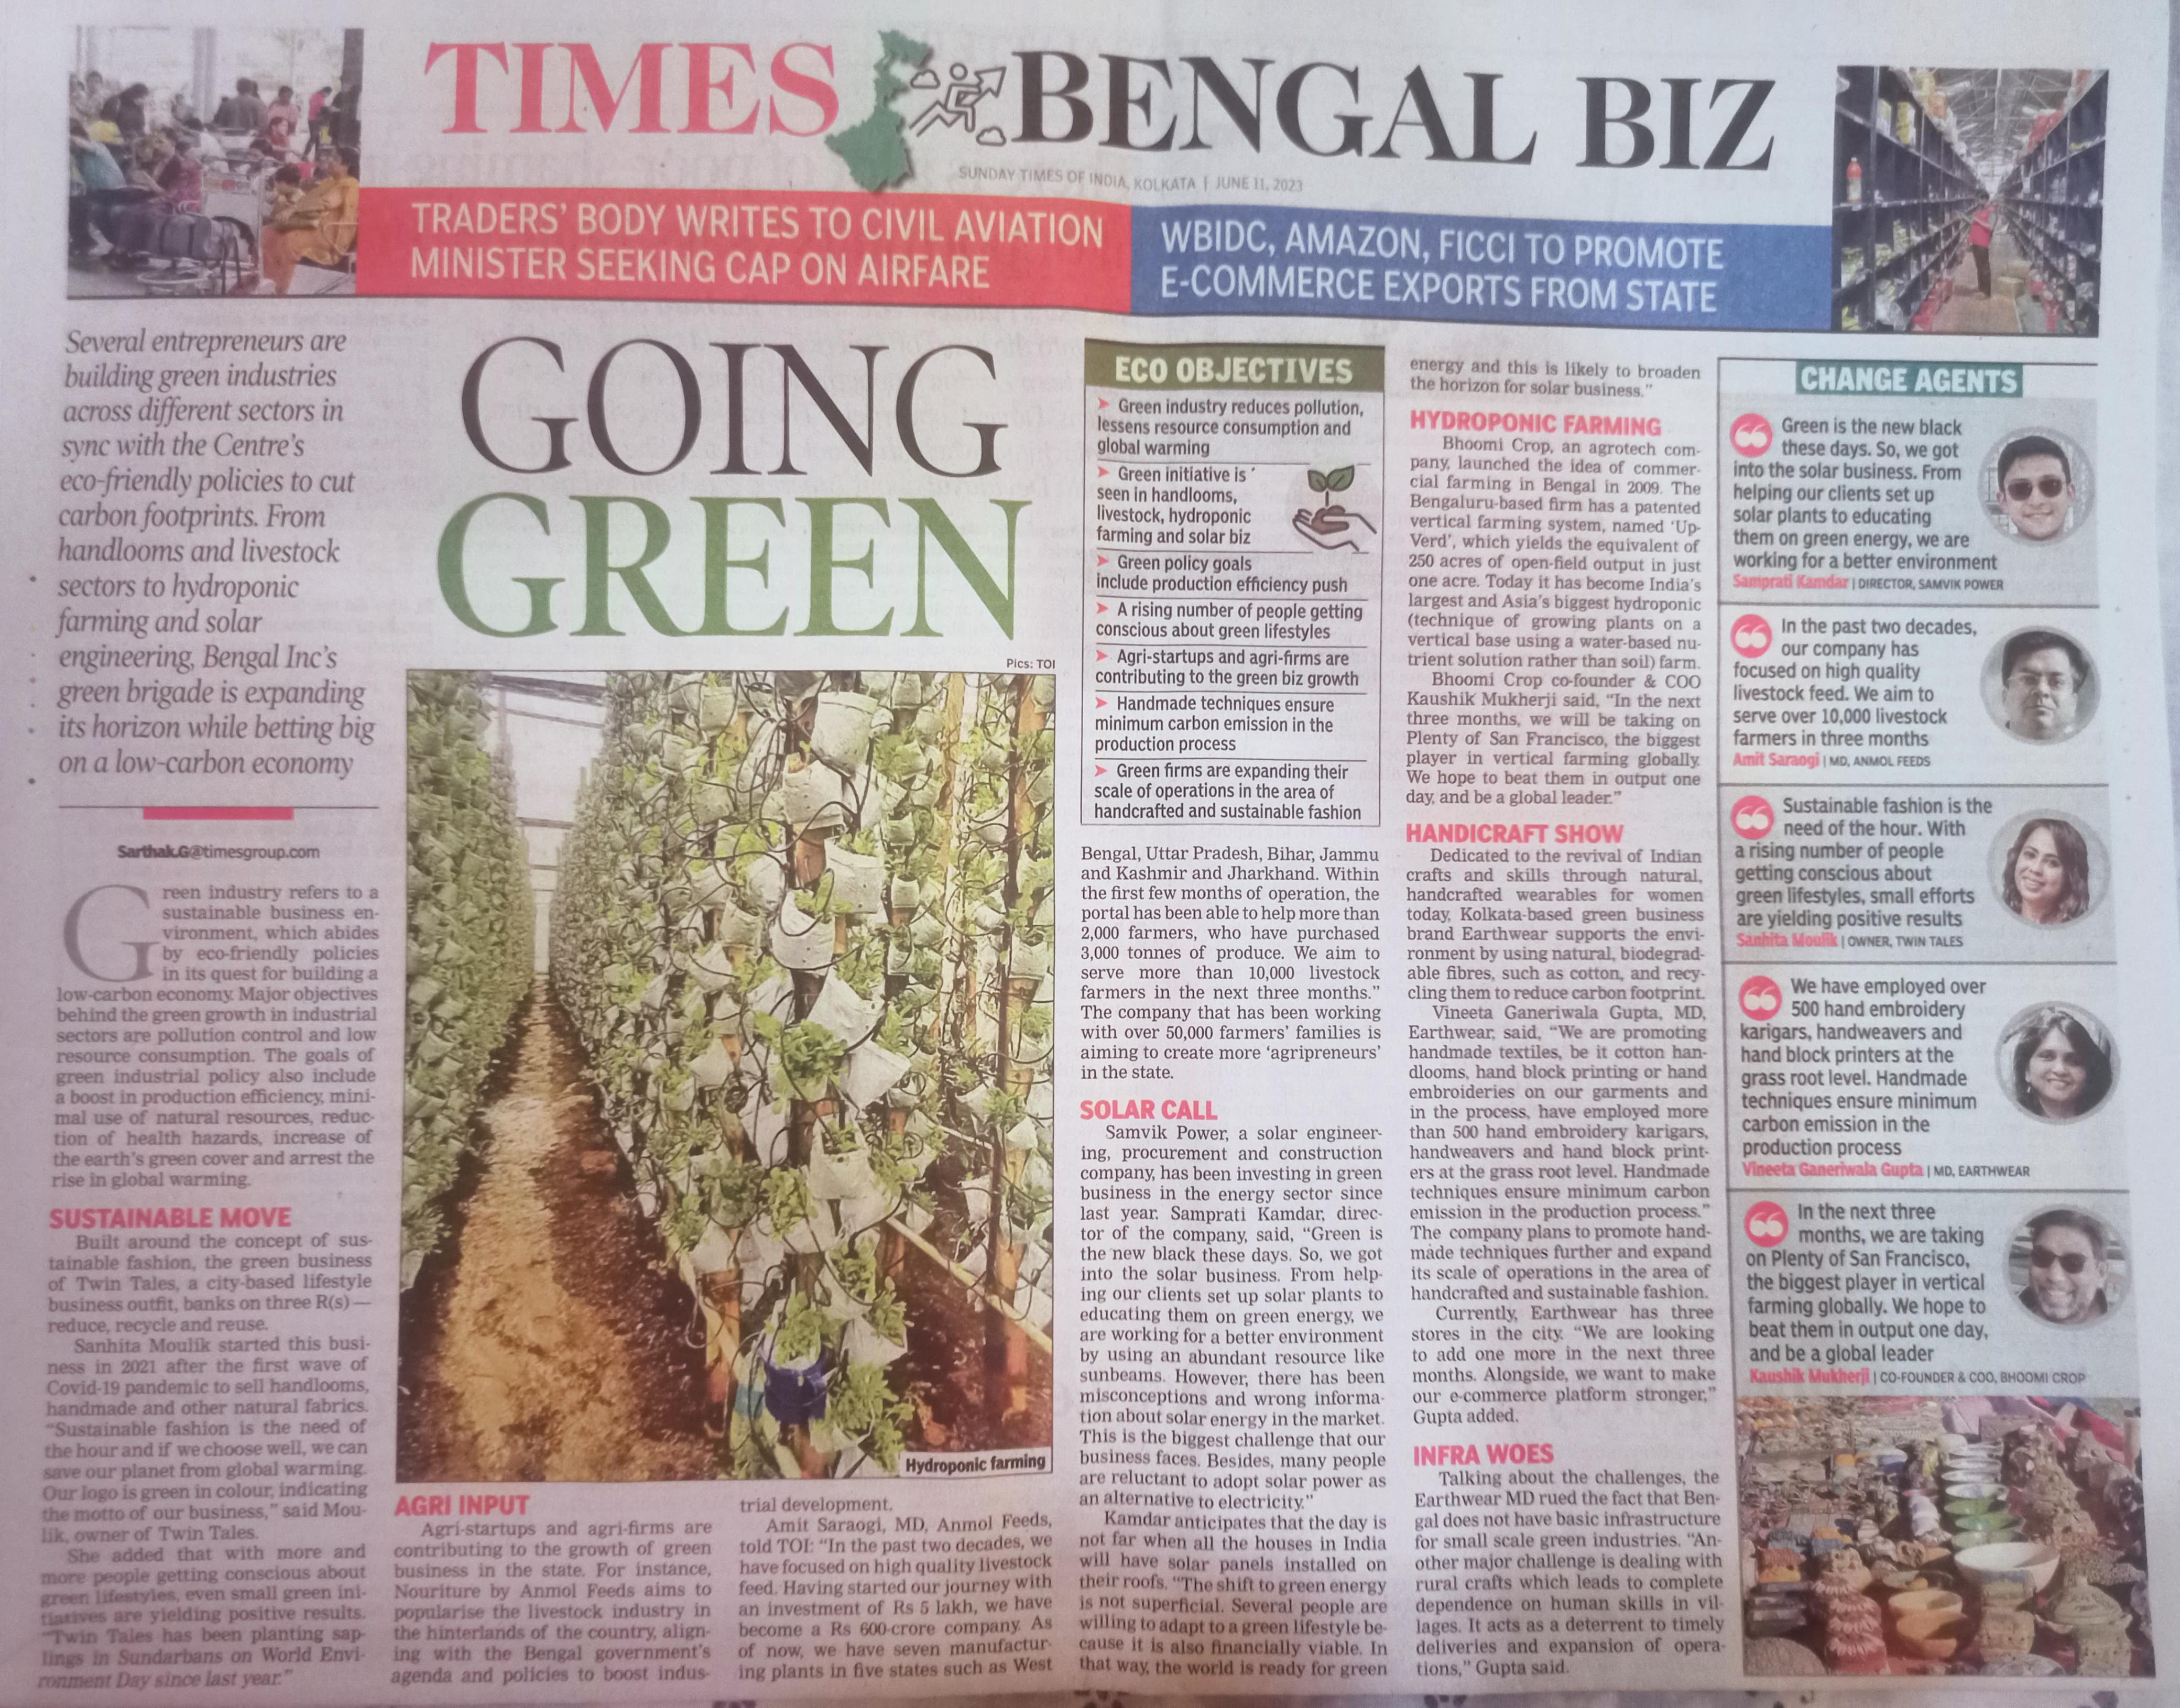 TIMES BENGAL BIZ
SUNDAY TIMES OF INDIA, KOLKATA | JUNE 11, 2023
TRADERS' BODY WRITES TO CIVIL AVIATION
MINISTER SEEKING CAP ON AIRFARE
WBIDC, AMAZON, FICCI TO PROMOTE
E-COMMERCE EXPORTS FROM STATE
Several entrepreneurs are
building green industries
across different sectors in
sync with the Centre's
eco-friendly policies to cut
carbon footprints. From
handlooms and livestock
sectors to hydroponic
farming and solar
engineering, Bengal Inc's
green brigade is expanding
its horizon while betting big
on a low-carbon economy
GOING
GREEN
Pics: TOI
Hydroponic farming
Sarthak.G@timesgroup.com
Green industry refers to a
sustainable business en-
vironment, which abides
by eco-friendly policies
in its quest for building a
low-carbon economy. Major objectives
behind the green growth in industrial
sectors are pollution control and low
resource consumption. The goals of
green industrial policy also include
a boost in production efficiency, mini-
mal use of natural resources, reduc-
tion of health hazards, increase of
the earth's green cover and arrest the
rise in global warming.
SUSTAINABLE MOVE
Built around the concept of sus-
tainable fashion, the green business
of Twin Tales, a city-based lifestyle
business outfit, banks on three R(s) —
reduce, recycle and reuse.
Sanhita Moulik started this busi-
ness in 2021 after the first wave of
Covid-19 pandemic to sell handlooms,
handmade and other natural fabrics.
"Sustainable fashion is the need of
the hour and if we choose well, we can
save our planet from global warming.
Our logo is green in colour, indicating
the motto of our business," said Mou-
lik, owner of Twin Tales.
She added that with more and
more people getting conscious about
green lifestyles, even small green ini-
tiatives are yielding positive results.
"Twin Tales has been planting sap-
lings in Sundarbans on World Envi-
ronment Day since last year."
AGRI INPUT
Agri-startups and agri-firms are
contributing to the growth of green
business in the state. For instance,
Nouriture by Anmol Feeds aims to
popularise the livestock industry in
the hinterlands of the country, align-
ing with the Bengal government's
agenda and policies to boost indus-
trial development.
Amit Saraogi, MD, Anmol Feeds,
told TOI: "In the past two decades, we
have focused on high quality livestock
feed. Having started our journey with
an investment of Rs 5 lakh, we have
become a Rs 600-crore company. As
of now, we have seven manufactur-
ing plants in five states such as West
ECO OBJECTIVES
➤ Green industry reduces pollution,
lessens resource consumption and
global warming
➤ Green initiative is
seen in handlooms,
livestock, hydroponic
farming and solar biz
➤ Green policy goals
include production efficiency push
➤ A rising number of people getting
conscious about green lifestyles
➤ Agri-startups and agri-firms are
contributing to the green biz growth
➤ Handmade techniques ensure
minimum carbon emission in the
production process
➤ Green firms are expanding their
scale of operations in the area of
handcrafted and sustainable fashion
Bengal, Uttar Pradesh, Bihar, Jammu
and Kashmir and Jharkhand. Within
the first few months of operation, the
portal has been able to help more than
2,000 farmers, who have purchased
3,000 tonnes of produce. We aim to
serve more than 10,000 livestock
farmers in the next three months."
The company that has been working
with over 50,000 farmers' families is
aiming to create more 'agripreneurs'
in the state.
SOLAR CALL
Samvik Power, a solar engineer-
ing, procurement and construction
company, has been investing in green
business in the energy sector since
last year. Samprati Kamdar, direc-
tor of the company, said, "Green is
the new black these days. So, we got
into the solar business. From help-
ing our clients set up solar plants to
educating them on green energy, we
are working for a better environment
by using an abundant resource like
sunbeams. However, there has been
misconceptions and wrong informa-
tion about solar energy in the market.
This is the biggest challenge that our
business faces. Besides, many people
are reluctant to adopt solar power as
an alternative to electricity."
Kamdar anticipates that the day is
not far when all the houses in India
will have solar panels installed on
their roofs. "The shift to green energy
is not superficial. Several people are
willing to adapt to a green lifestyle be-
cause it is also financially viable. In
that way, the world is ready for green
energy and this is likely to broaden
the horizon for solar business."
HYDROPONIC FARMING
Bhoomi Crop, an agrotech com-
pany, launched the idea of commer-
cial farming in Bengal in 2009. The
Bengaluru-based firm has a patented
vertical farming system, named 'Up-
Verd', which yields the equivalent of
250 acres of open-field output in just
one acre. Today it has become India's
largest and Asia's biggest hydroponic
(technique of growing plants on a
vertical base using a water-based nu-
trient solution rather than soil) farm.
Bhoomi Crop co-founder & COO
Kaushik Mukherji said, "In the next
three months, we will be taking on
Plenty of San Francisco, the biggest
player in vertical farming globally.
We hope to beat them in output one
day, and be a global leader."
HANDICRAFT SHOW
Dedicated to the revival of Indian
crafts and skills through natural,
handcrafted wearables for women
today, Kolkata-based green business
brand Earthwear supports the envi-
ronment by using natural, biodegrad-
able fibres, such as cotton, and recy-
cling them to reduce carbon footprint.
Vineeta Ganeriwala Gupta, MD,
Earthwear, said, "We are promoting
handmade textiles, be it cotton han-
dlooms, hand block printing or hand
embroideries on our garments and
in the process, have employed more
than 500 hand embroidery karigars,
handweavers and hand block print-
ers at the grass root level. Handmade
techniques ensure minimum carbon
emission in the production process."
The company plans to promote hand-
made techniques further and expand
its scale of operations in the area of
handcrafted and sustainable fashion.
Currently, Earthwear has three
stores in the city. "We are looking
to add one more in the next three
months. Alongside, we want to make
our e-commerce platform stronger,"
Gupta added.
INFRA WOES
Talking about the challenges, the
Earthwear MD rued the fact that Ben-
gal does not have basic infrastructure
for small scale green industries. "An-
other major challenge is dealing with
rural crafts which leads to complete
dependence on human skills in vil-
lages. It acts as a deterrent to timely
deliveries and expansion of opera-
tions," Gupta said.
CHANGE AGENTS
Green is the new black
these days. So, we got
into the solar business. From
helping our clients set up
solar plants to educating
them on green energy, we are
working for a better environment
Samprati Kamdar | DIRECTOR, SAMVIK POWER
In the past two decades,
our company has
focused on high quality
livestock feed. We aim to
serve over 10,000 livestock
farmers in three months
Amit Saraogi | MD, ANMOL FEEDS
Sustainable fashion is the
need of the hour. With
a rising number of people
getting conscious about
green lifestyles, small efforts
are yielding positive results
Sanhita Moulik | OWNER, TWIN TALES
We have employed over
500 hand embroidery
karigars, handweavers and
hand block printers at the
grass root level. Handmade
techniques ensure minimum
carbon emission in the
production process
Vineeta Ganeriwala Gupta | MD, EARTHWEAR
In the next three
months, we are taking
on Plenty of San Francisco,
the biggest player in vertical
farming globally. We hope to
beat them in output one day,
and be a global leader
Kaushik Mukherji | CO-FOUNDER & COO, BHOOMI CROP